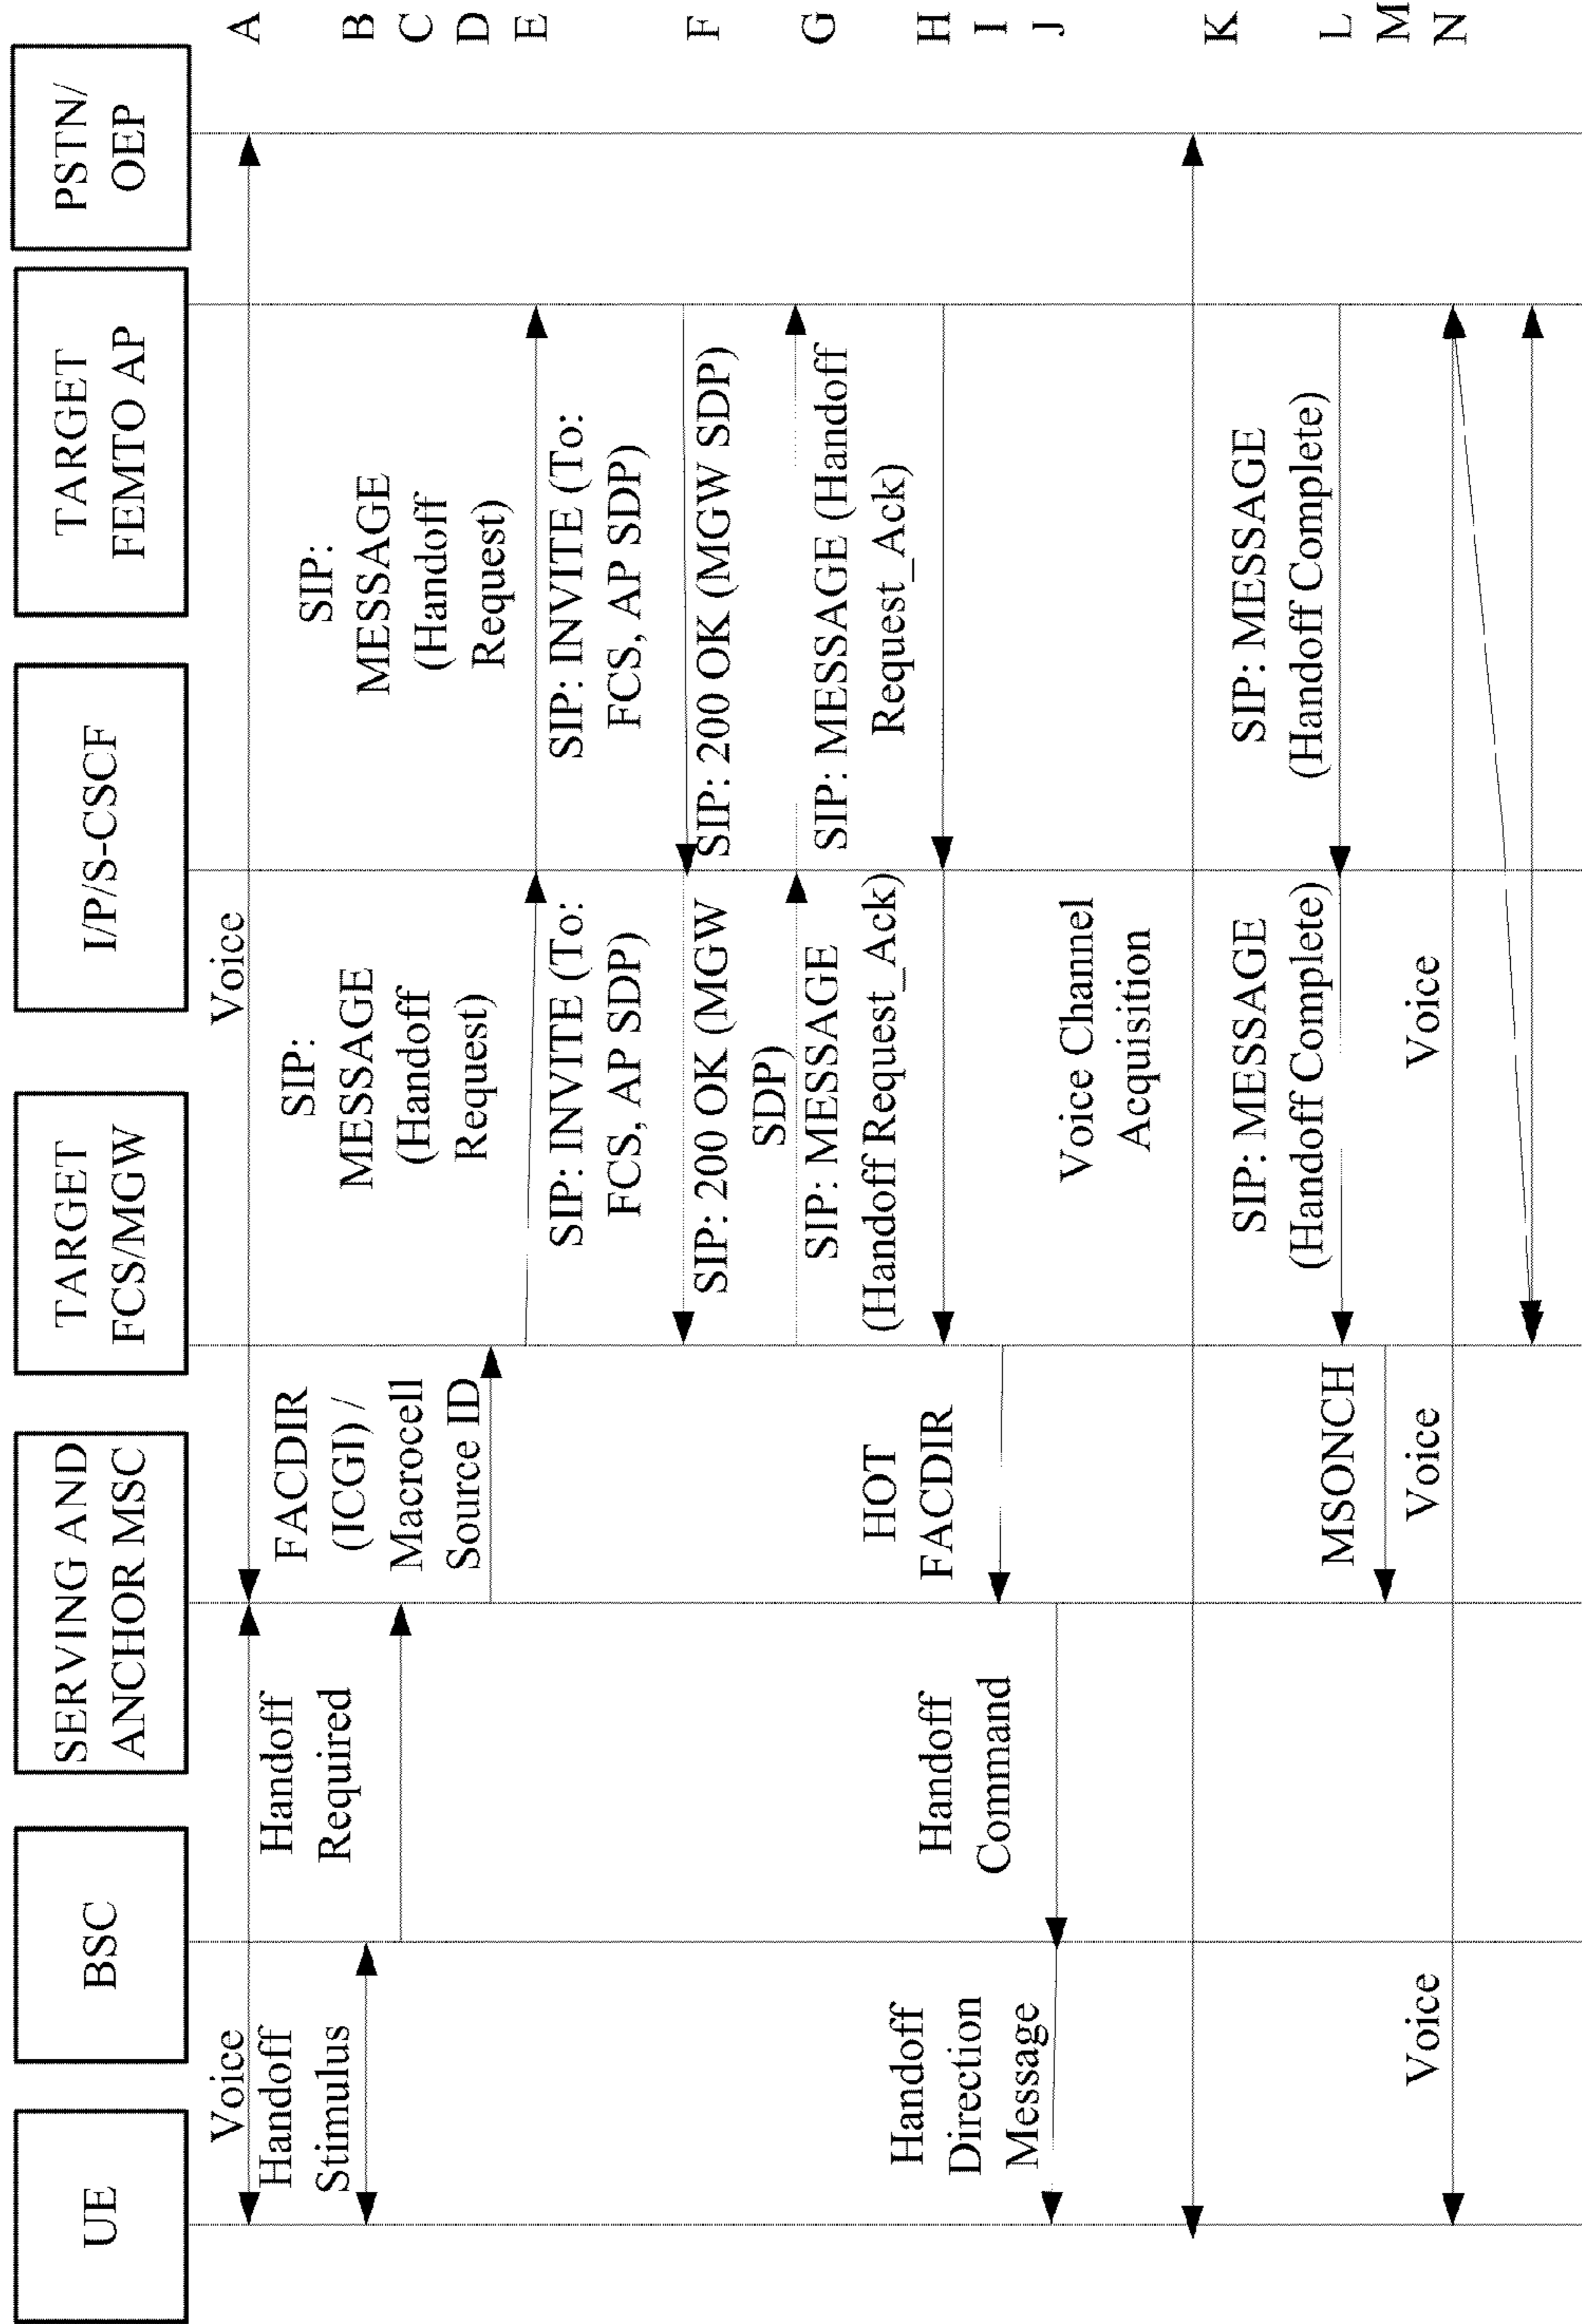 UE
BSC
SERVING AND
ANCHOR MSC
TARGET
FCS/MGW
I/P/S-CSCF
TARGET
FEMTO AP
PSTN/
OEP
Voice
Voice
A
Handoff
Stimulus
Handoff
Required
FACDIR
(ICGI) /
Macrocell
Source ID
SIP:
MESSAGE
(Handoff
Request)
SIP:
MESSAGE
(Handoff
Request)
B
C
D
E
SIP: INVITE (To:
FCS, AP SDP)
SIP: INVITE (To:
FCS, AP SDP)
F
SIP: 200 OK (MGW
SDP)
SIP: 200 OK (MGW SDP)
G
SIP: MESSAGE
(Handoff Request_Ack)
SIP: MESSAGE (Handoff
Request_Ack)
H
HOT
FACDIR
I
Handoff
Direction
Message
Handoff
Command
J
Voice Channel
Acquisition
K
SIP: MESSAGE
(Handoff Complete)
SIP: MESSAGE
(Handoff Complete)
L
MSONCH
M
Voice
Voice
Voice
N